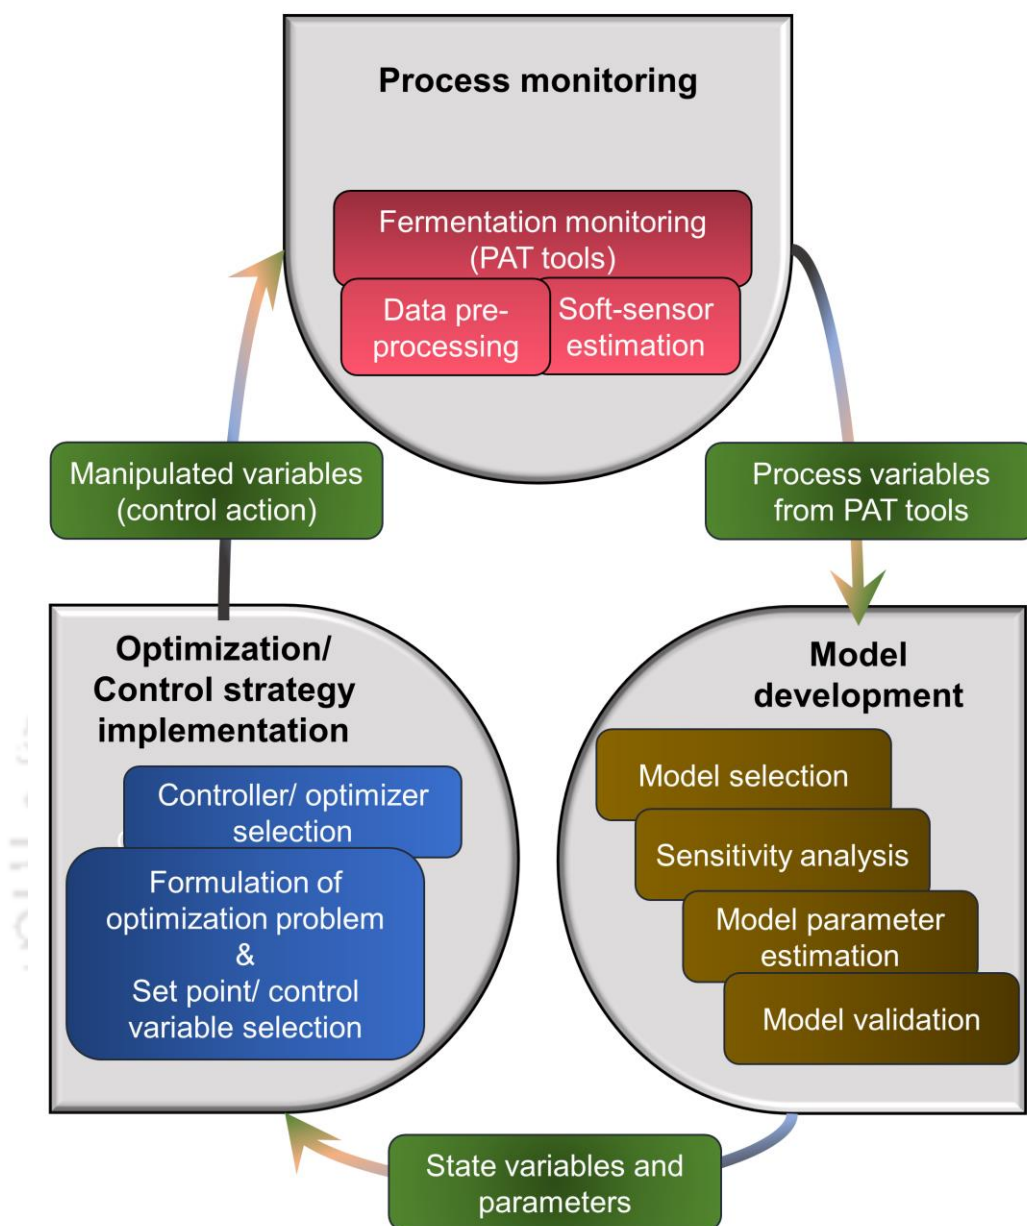 Process monitoring
Fermentation monitoring
(PAT tools)
Data pre-
processing
Soft-sensor
estimation
Manipulated variables
(control action)
Process variables
from PAT tools
Optimization/
Control strategy
implementation
Controller/ optimizer
selection
Formulation of
optimization problem
&
Set point/ control
variable selection
Model
development
Model selection
Sensitivity analysis
Model parameter
estimation
Model validation
State variables and
parameters